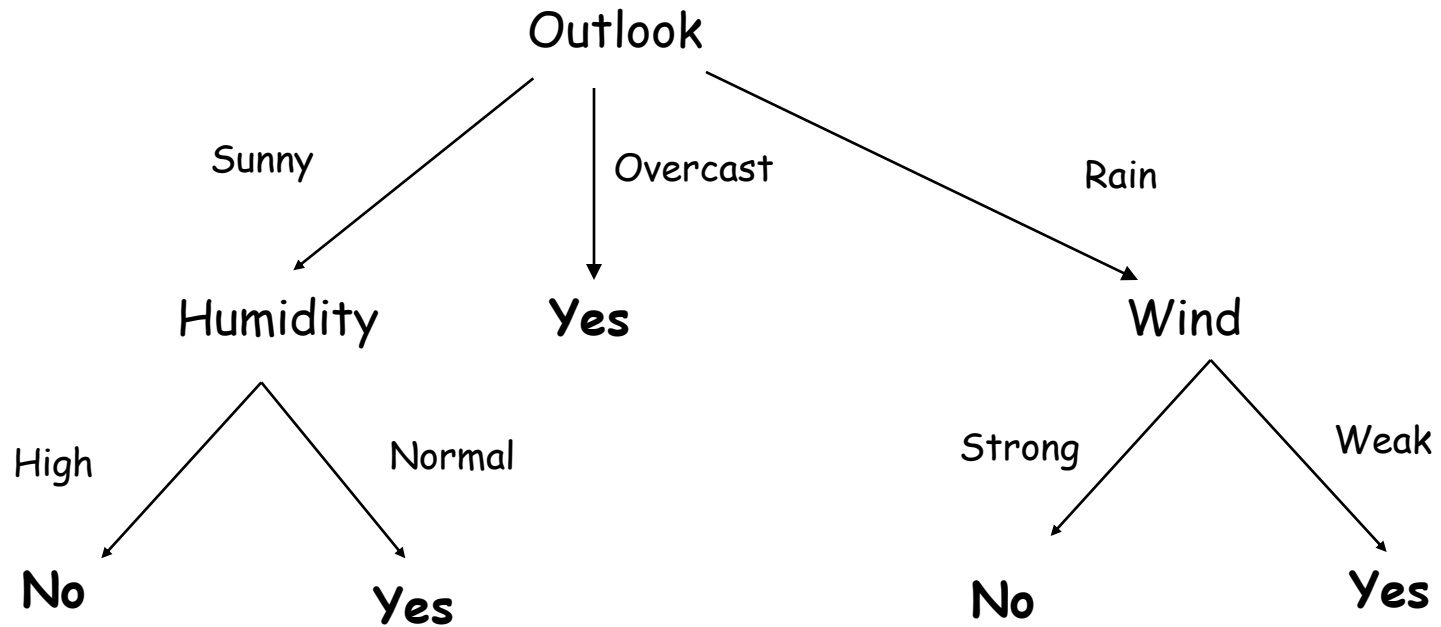 Outlook
Sunny
Overcast
Rain
Humidity
Yes
Wind
High
Normal
Strong
Weak
No
Yes
No
Yes